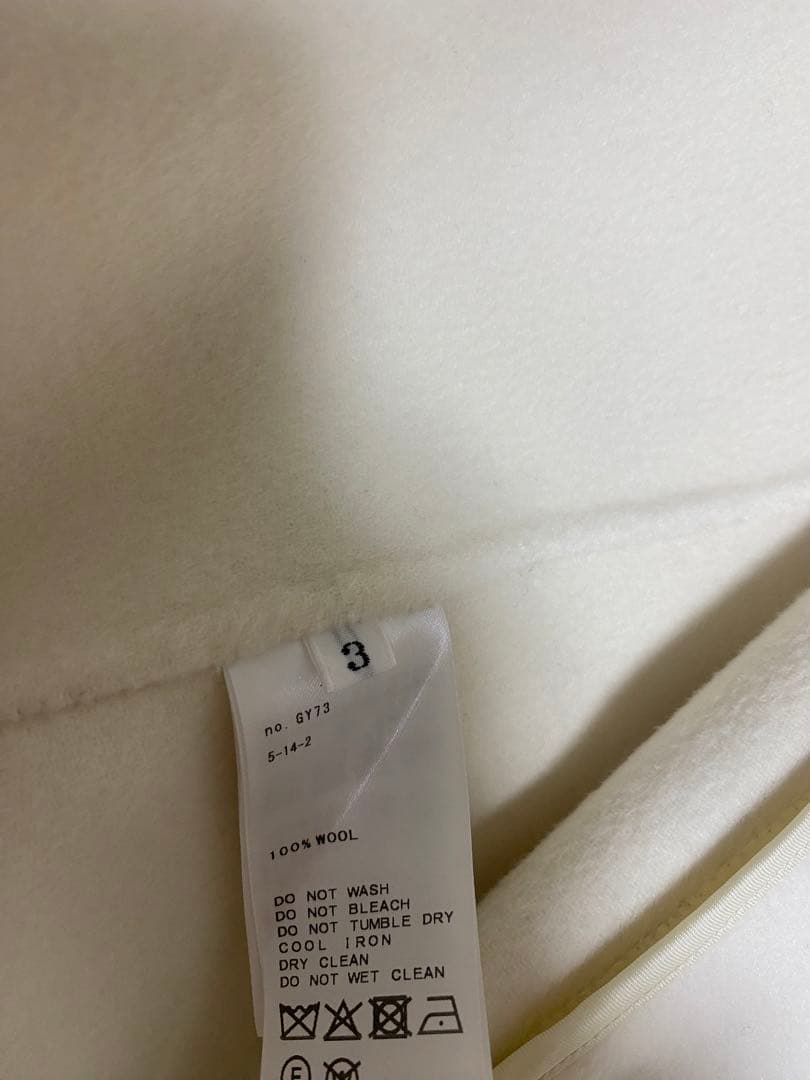 3
no. GY73
5-14-2
100% WOOL
DO NOT WASH
DO NOT BLEACH
DO NOT TUMBLE DRY
COOL IRON
DRY CLEAN
DO NOT WET CLEAN